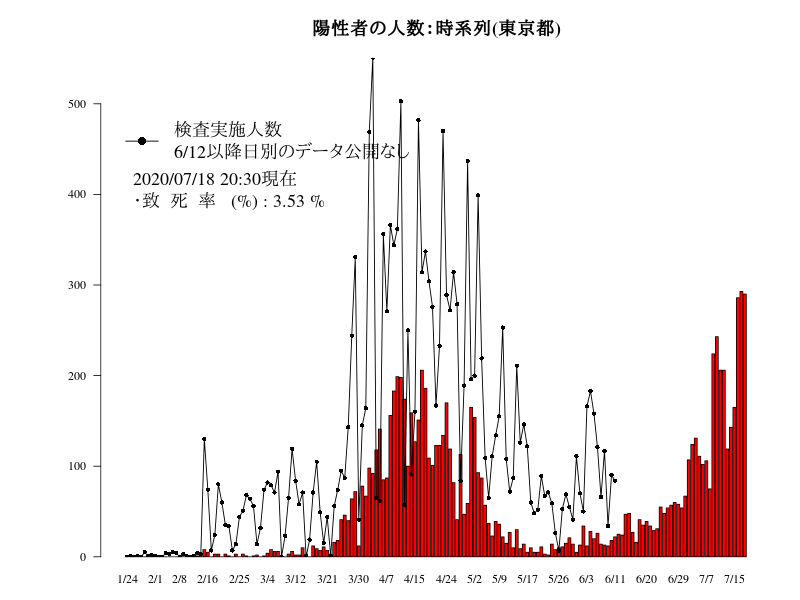 陽性者の人数：時系列(東京都)
500
検査実施人数
6/12以降日別のデータ公開なし
2020/07/18 20:30現在
・致　死　率　(%) : 3.53 %
400
300
200
100
0
1/24 2/1 2/8 2/16 2/25 3/4 3/12 3/21 3/30 4/7 4/15 4/24 5/2 5/9 5/17 5/26 6/3 6/11 6/20 6/29 7/7 7/15